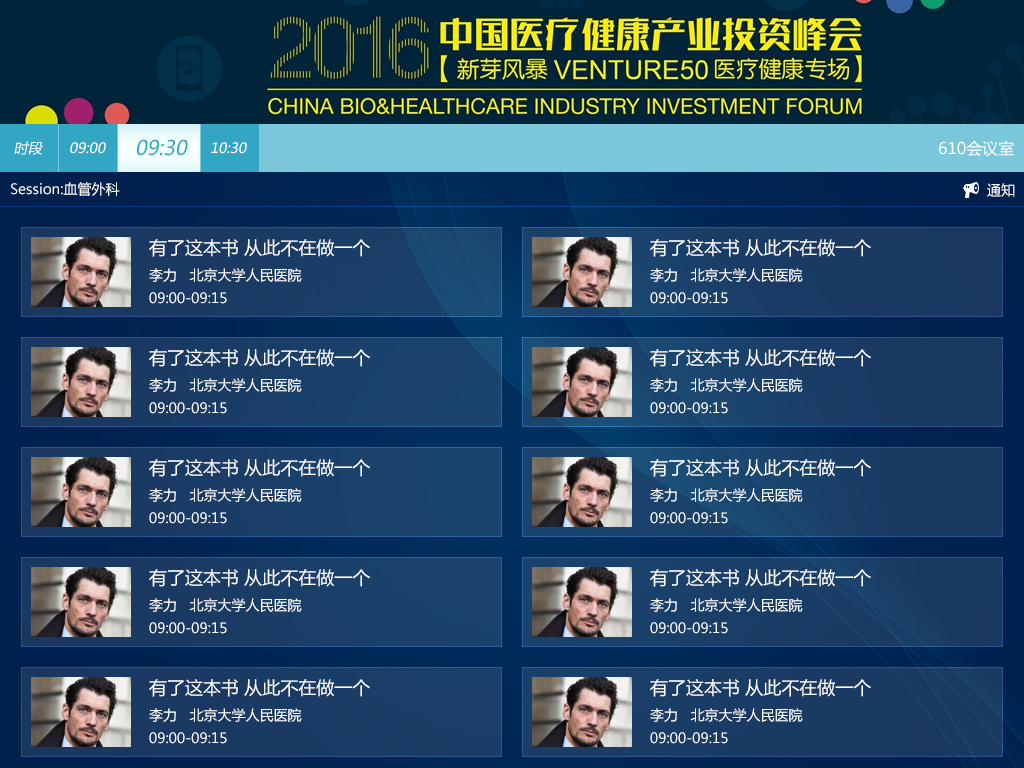 2016 中国医疗健康产业投资峰会
【新芽风暴 VENTURE50 医疗健康专场】
CHINA BIO&HEALTHCARE INDUSTRY INVESTMENT FORUM
时段 09:00 09:30 10:30 610会议室
Session:血管外科 通知
有了这本书 从此不在做一个
李力 北京大学人民医院
09:00-09:15
有了这本书 从此不在做一个
李力 北京大学人民医院
09:00-09:15
有了这本书 从此不在做一个
李力 北京大学人民医院
09:00-09:15
有了这本书 从此不在做一个
李力 北京大学人民医院
09:00-09:15
有了这本书 从此不在做一个
李力 北京大学人民医院
09:00-09:15
有了这本书 从此不在做一个
李力 北京大学人民医院
09:00-09:15
有了这本书 从此不在做一个
李力 北京大学人民医院
09:00-09:15
有了这本书 从此不在做一个
李力 北京大学人民医院
09:00-09:15
有了这本书 从此不在做一个
李力 北京大学人民医院
09:00-09:15
有了这本书 从此不在做一个
李力 北京大学人民医院
09:00-09:15